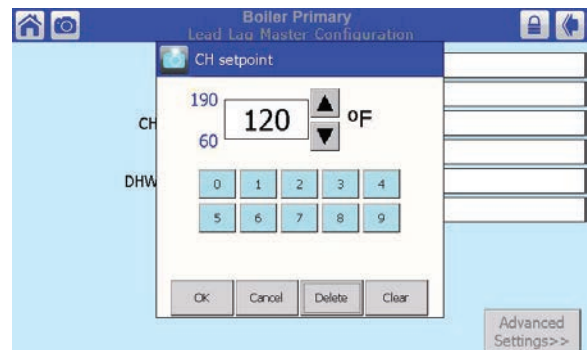 Boiler Primary
Lead Lag Master Configuration
CH setpoint
190
CH
120 ºF
60
DHW
0 1 2 3 4
5 6 7 8 9
OK Cancel Delete Clear
Advanced
Settings>>